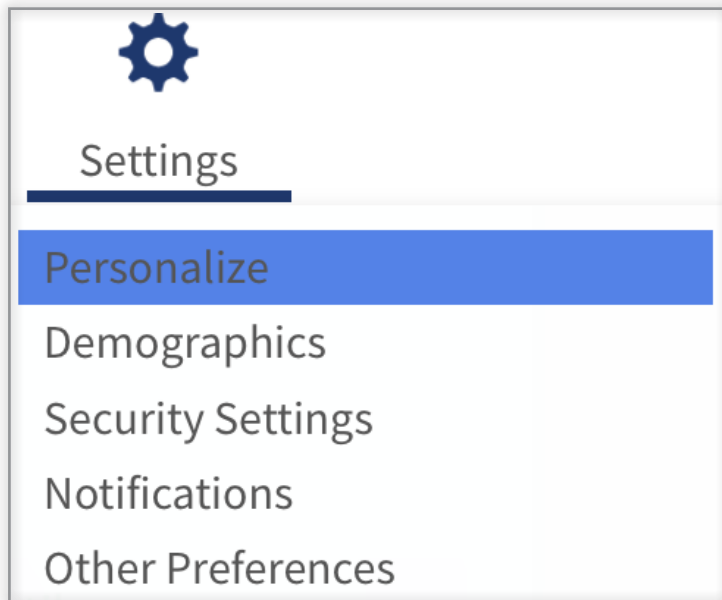 Settings
Personalize
Demographics
Security Settings
Notifications
Other Preferences